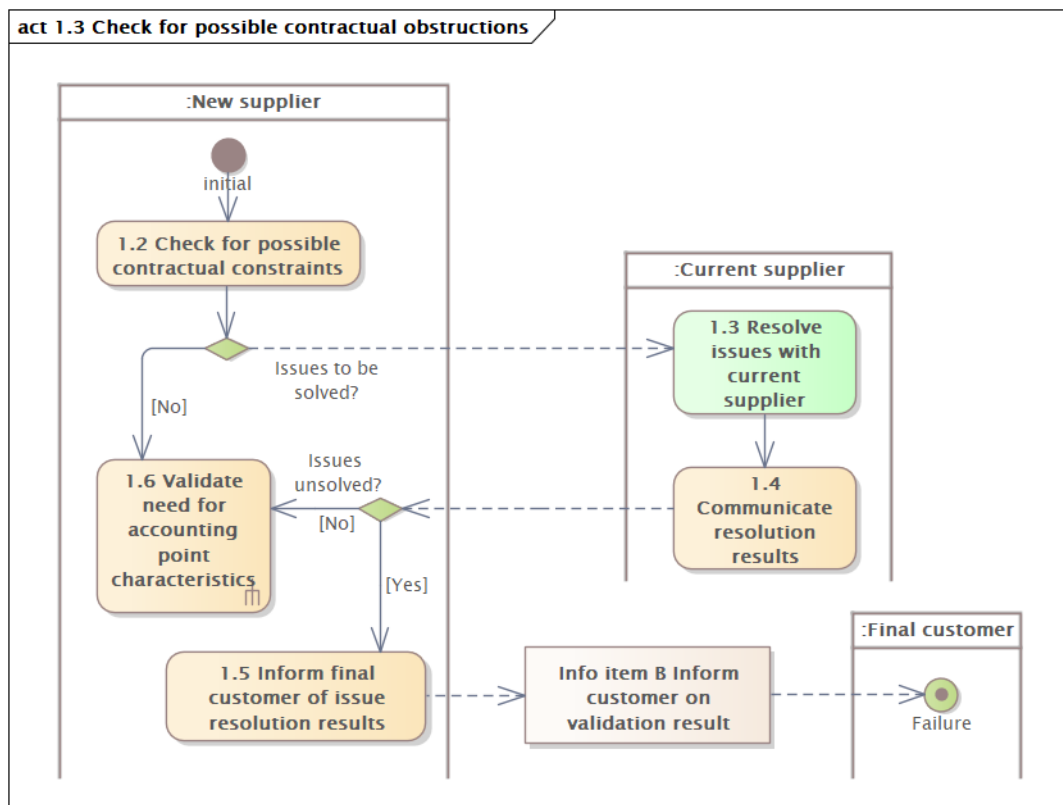 act 1.3 Check for possible contractual obstructions
:New supplier
initial
1.2 Check for possible
contractual constraints
:Current supplier
1.3 Resolve
issues with
current
supplier
Issues to be
solved?
[No]
1.6 Validate
need for
accounting
point
characteristics
Issues
unsolved?
[No]
1.4
Communicate
resolution
results
[Yes]
1.5 Inform final
customer of issue
resolution results
Info item B Inform
customer on
validation result
:Final customer
Failure